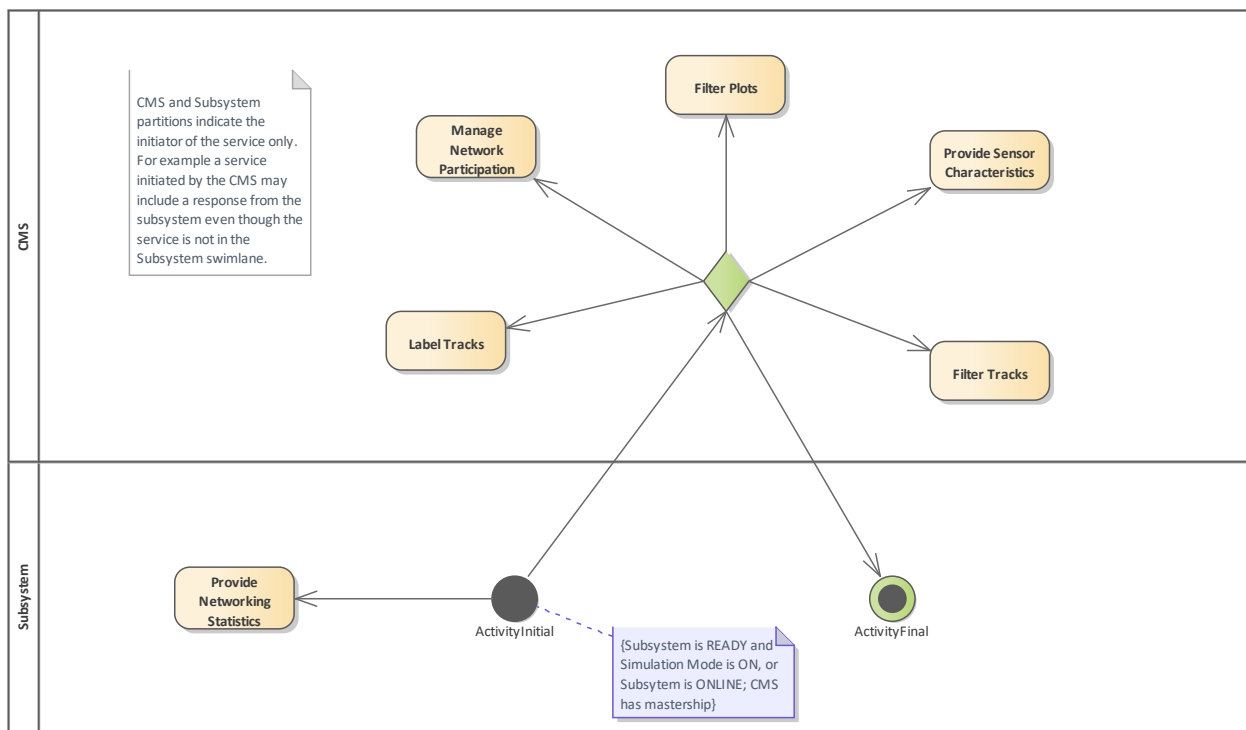 CMS
CMS and Subsystem
partitions indicate the
initiator of the service only.
For example a service
initiated by the CMS may
include a response from the
subsystem even though the
service is not in the
Subsystem swimlane.
Manage
Network
Participation
Filter Plots
Provide Sensor
Characteristics
Label Tracks
Filter Tracks
Subsystem
Provide
Networking
Statistics
ActivityInitial
{Subsystem is READY and
Simulation Mode is ON, or
Subsytem is ONLINE; CMS
has mastership}
ActivityFinal